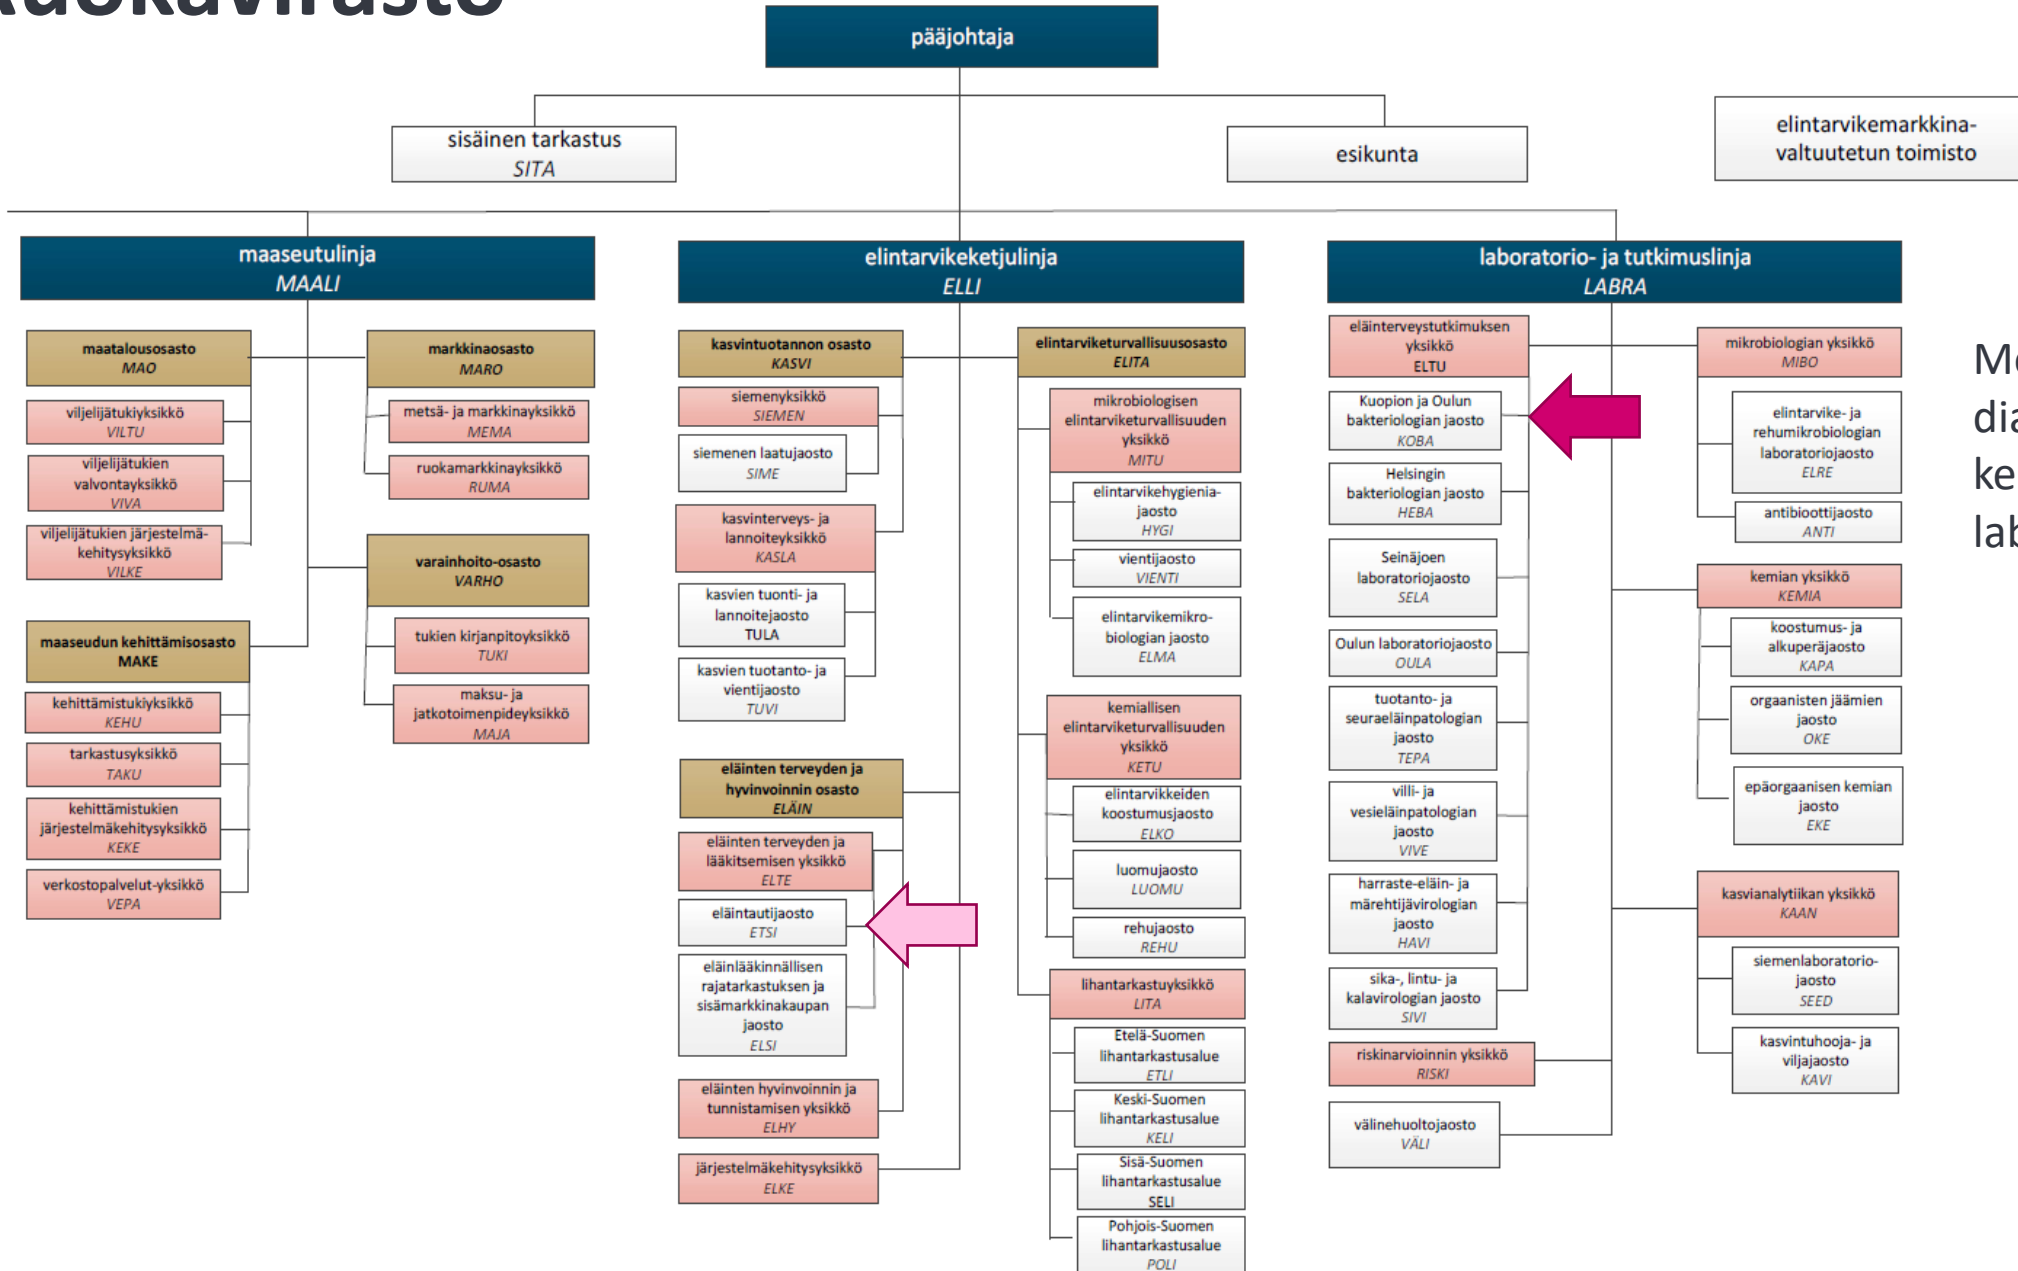 Ruokavirasto
pääjohtaja
sisäinen tarkastus
SITA
esikunta
elintarvikemarkkina-
valtuutetun toimisto
maaseutulinja
MAALI
maatalousosasto
MAO
viljelijätukiyksikkö
VILTU
viljelijätukien
valvontayksikkö
VIVA
viljelijätukien järjestelmä-
kehitysyksikkö
VILKE
maaseudun kehittämisosasto
MAKE
kehittämistukiyksikkö
KEHU
tarkastusyksikkö
TAKU
kehittämistukien
järjestelmäkehitysyksikkö
KEKE
verkostopalvelut-yksikkö
VEPA
markkinaosasto
MARO
metsä- ja markkinayksikkö
MEMA
ruokamarkkinayksikkö
RUMA
varainhoito-osasto
VARHO
tukien kirjanpitoyksikkö
TUKI
maksu- ja
jatkotoimenpideyksikkö
MAJA
elintarvikeketjulinja
ELLI
kasvintuotannon osasto
KASVI
siemenyksikkö
SIEMEN
siemenen laatujaosto
SIME
kasvinterveys- ja
lannoiteyksikkö
KASLA
kasvien tuonti- ja
lannoitejaosto
TULA
kasvien tuotanto- ja
vientijaosto
TUVI
eläinten terveyden ja
hyvinvoinnin osasto
ELÄIN
eläinten terveyden ja
lääkitsemisen yksikkö
ELTE
eläintautijaosto
ETSI
eläinlääkinnällisen
rajatarkastuksen ja
sisämarkkinakaupan
jaosto
ELSI
eläinten hyvinvoinnin ja
tunnistamisen yksikkö
ELHY
järjestelmäkehitysyksikkö
ELKE
elintarviketurvallisuusosasto
ELITA
mikrobiologisen
elintarviketurvallisuuden
yksikkö
MITU
elintarvikehygienia-
jaosto
HYGI
vientijaosto
VIENTI
elintarvikemikro-
biologian jaosto
ELMA
kemiallisen
elintarviketurvallisuuden
yksikkö
KETU
elintarvikkeiden
koostumusjaosto
ELKO
luomujaosto
LUOMU
rehujaosto
REHU
lihantarkastuyksikkö
LITA
Etelä-Suomen
lihantarkastusalue
ETLI
Keski-Suomen
lihantarkastusalue
KELI
Sisä-Suomen
lihantarkastusalue
SELI
Pohjois-Suomen
lihantarkastusalue
POLI
laboratorio- ja tutkimuslinja
LABRA
eläinterveystutkimuksen
yksikkö
ELTU
Kuopion ja Oulun
bakteriologian jaosto
KOBA
Helsingin
bakteriologian jaosto
HEBA
Seinäjoen
laboratoriojaosto
SELA
Oulun laboratoriojaosto
OULA
tuotanto- ja
seuraeläinpatologian
jaosto
TEPA
villi- ja
vesieläinpatologian
jaosto
VIVE
harraste-eläin- ja
märehtijävirologian
jaosto
HAVI
sika-, lintu- ja
kalavirologian jaosto
SIVI
riskinarvioinnin yksikkö
RISKI
välinehuoltojaosto
VÄLI
mikrobiologian yksikkö
MIBO
elintarvike- ja
rehumikrobiologian
laboratoriojaosto
ELRE
antibioottijaosto
ANTI
kemian yksikkö
KEMIA
koostumus- ja
alkuperäjaosto
KAPA
orgaanisten jäämien
jaosto
OKE
epäorgaanisen kemian
jaosto
EKE
kasvianalytiikan yksikkö
KAAN
siemenlaboratorio-
jaosto
SEED
kasvintuhooja- ja
viljajaosto
KAVI